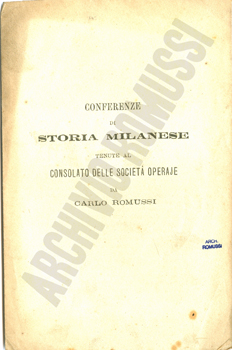 CONFERENZE
DI
STORIA MILANESE
TENUTE AL
CONSOLATO DELLE SOCIETÀ OPERAJE
DA
CARLO ROMUSSI
ARCH.
ROMUSSI
ARCHIVIO ROMUSSI